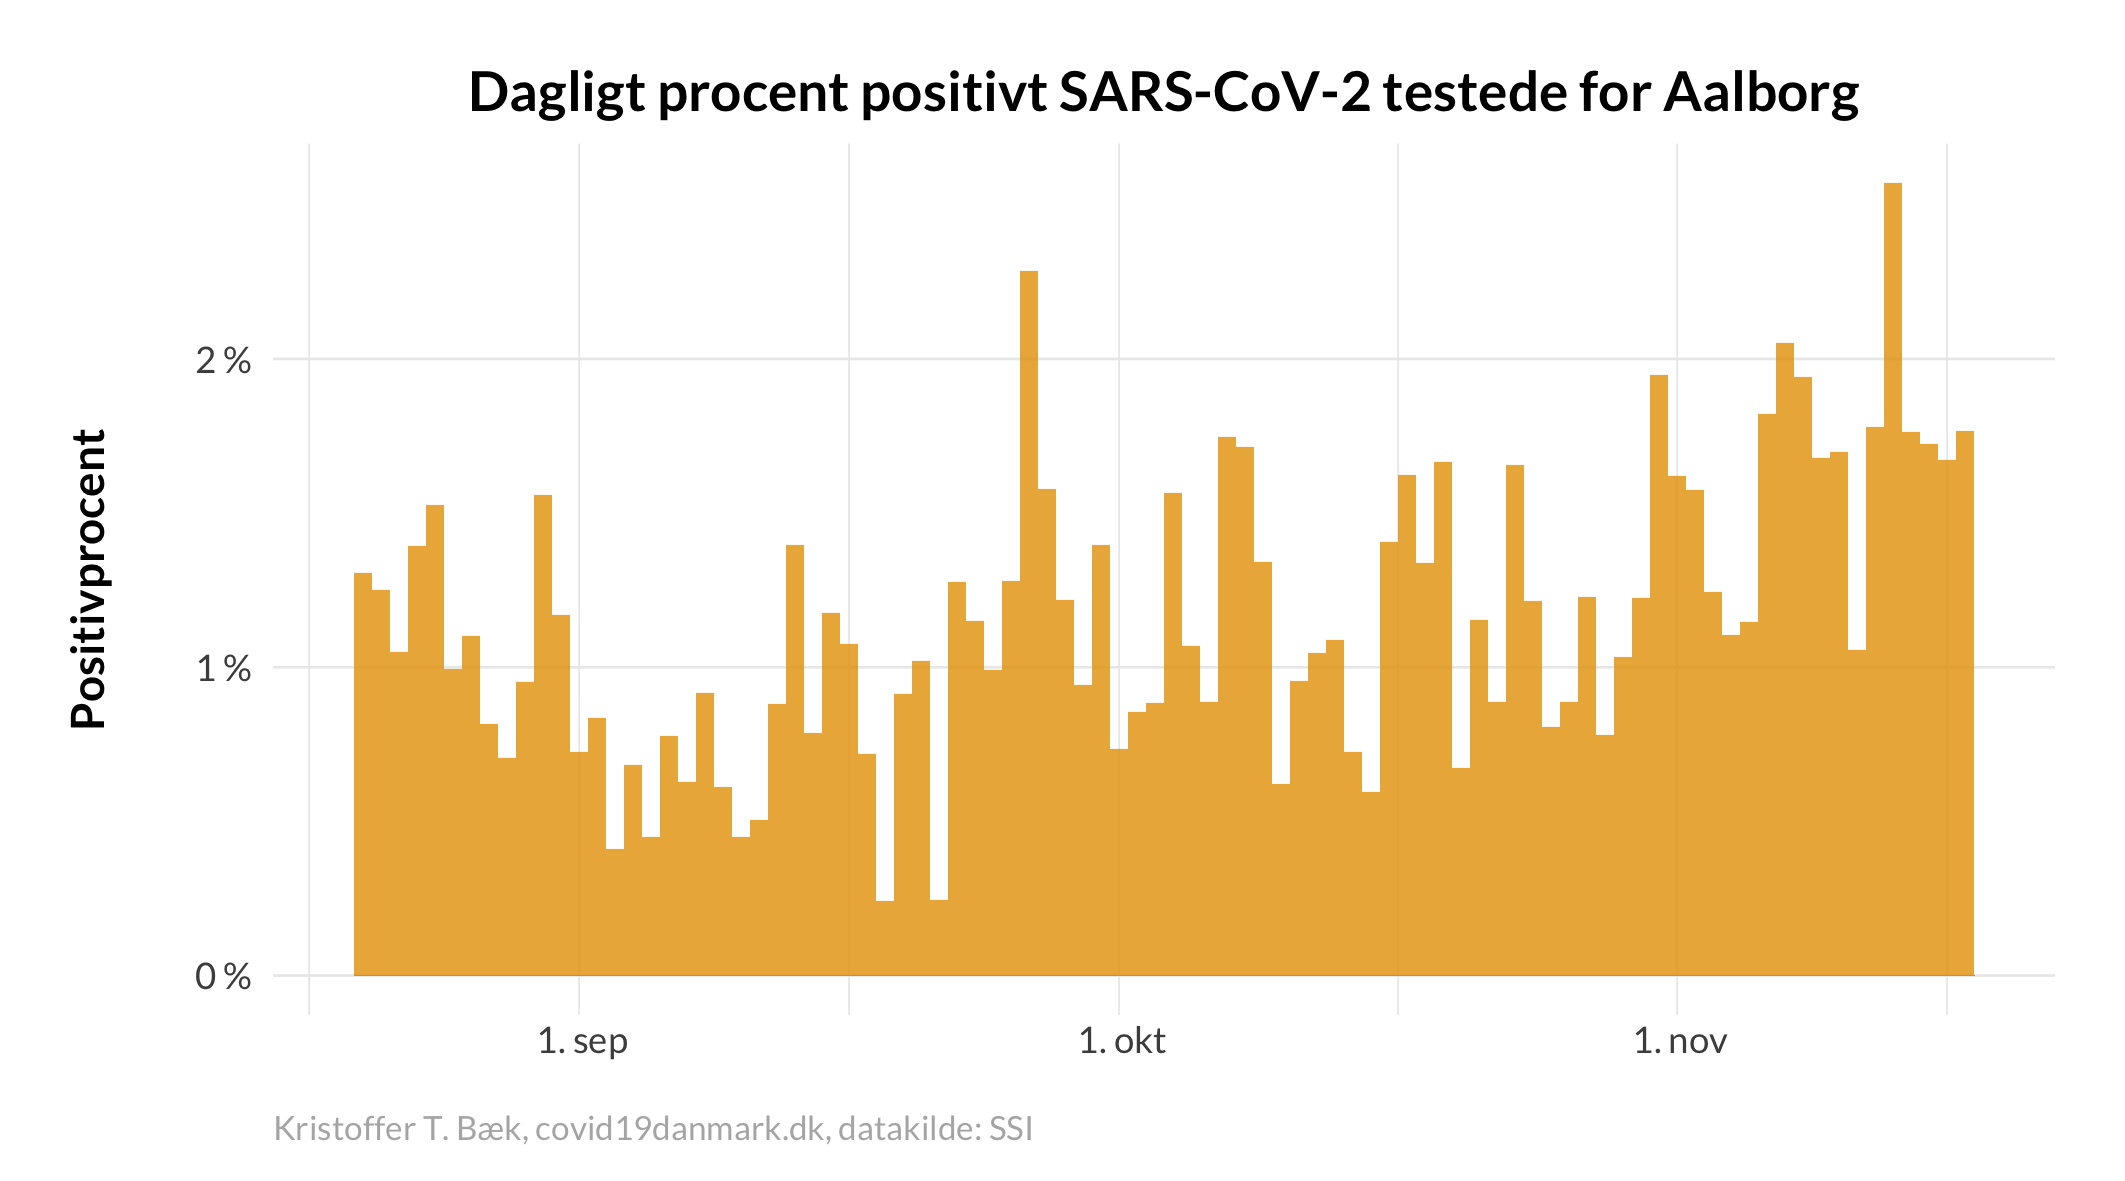 Dagligt procent positivt SARS-CoV-2 testede for Aalborg
Positivprocent
2 %
1 %
0 %
1. sep
1. okt
1. nov
Kristoffer T. Bæk, covid19danmark.dk, datakilde: SSI